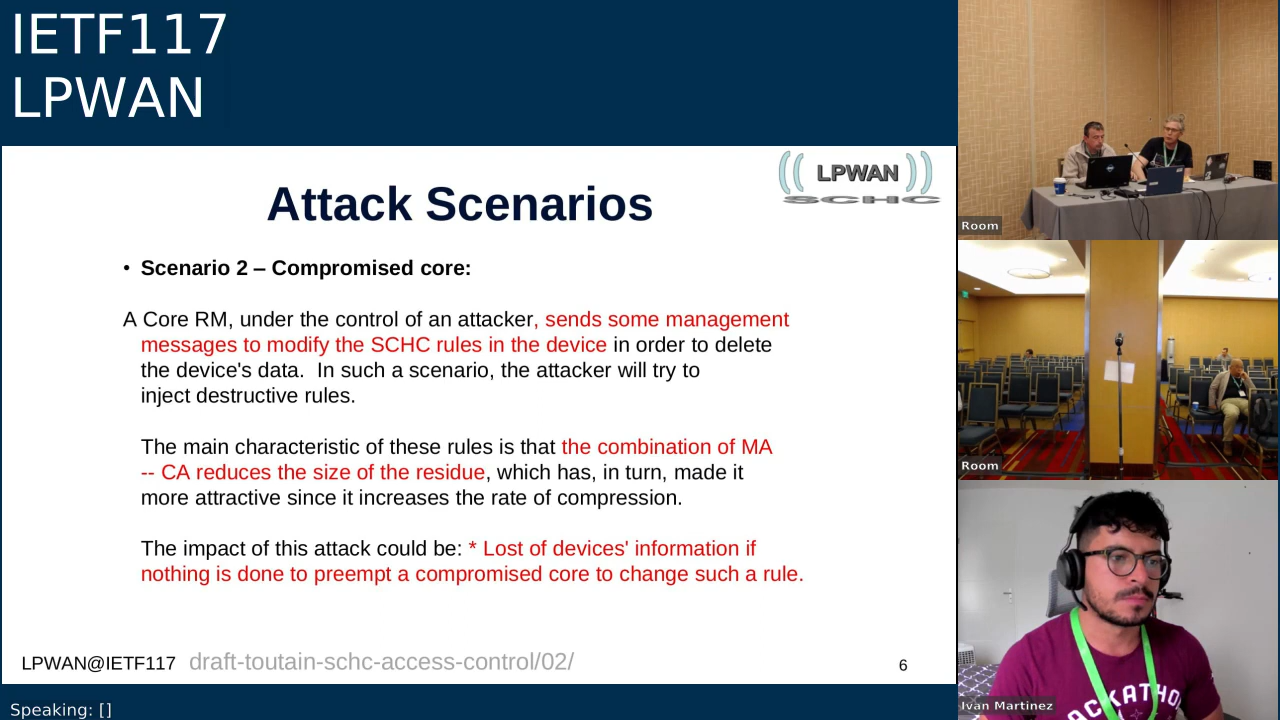 IETF117
LPWAN
LPWAN
SCHC
Attack Scenarios
• Scenario 2 – Compromised core:
A Core RM, under the control of an attacker, sends some management
messages to modify the SCHC rules in the device in order to delete
the device's data.  In such a scenario, the attacker will try to
inject destructive rules.
The main characteristic of these rules is that the combination of MA
-- CA reduces the size of the residue, which has, in turn, made it
more attractive since it increases the rate of compression.
The impact of this attack could be: * Lost of devices' information if
nothing is done to preempt a compromised core to change such a rule.
LPWAN@IETF117 draft-toutain-schc-access-control/02/
6
Speaking: []
Room
Room
ACKATHO
Ivan Martinez